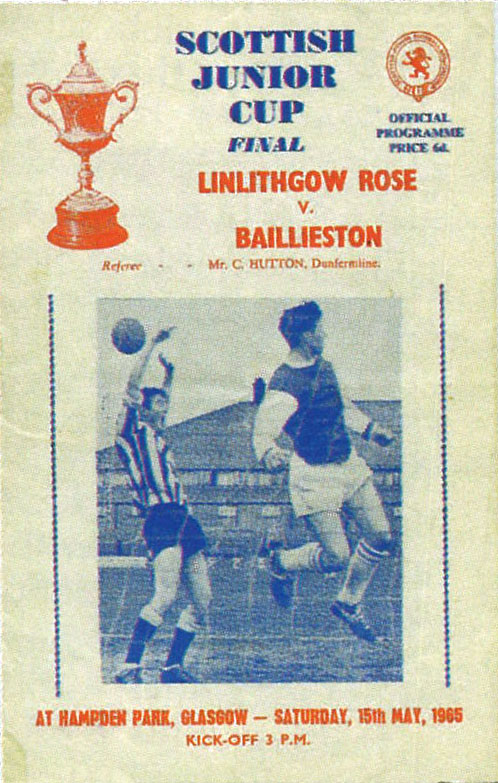 SCOTTISH
JUNIOR
CUP
FINAL
OFFICIAL
PROGRAMME
PRICE 6d.
LINLITHGOW ROSE
V.
BAILLIESTON
Referee - - Mr. C. HUTTON, Dunfermline.
AT HAMPDEN PARK, GLASGOW — SATURDAY, 15th MAY, 1965
KICK-OFF 3 P.M.